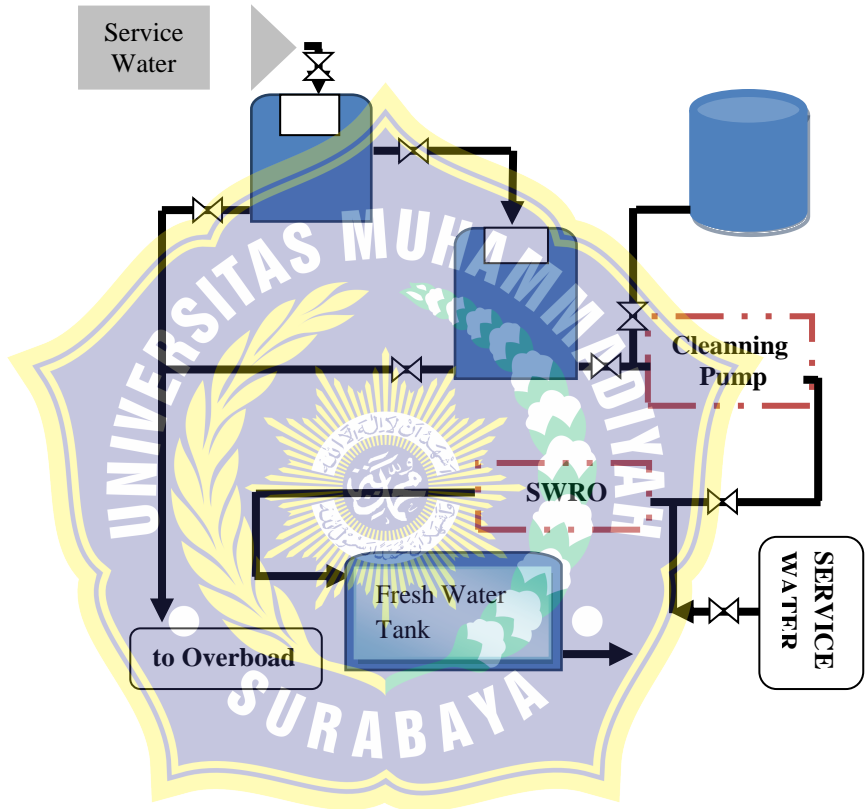 Service
Water
UNIVERSITAS MUHAMMADIYAH
Cleanning
Pump
SWRO
Fresh Water
Tank
SERVICE
WATER
to Overboad
SURABAYA